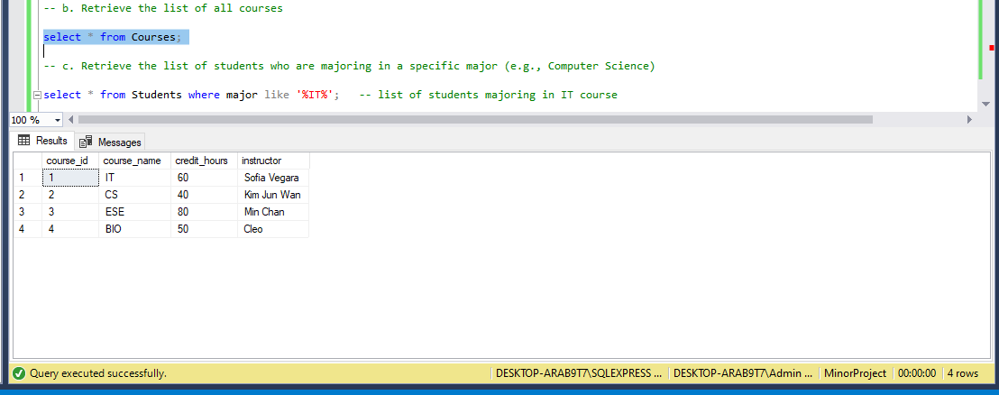 -- b. Retrieve the list of all courses
select * from Courses;
-- c. Retrieve the list of students who are majoring in a specific major (e.g., Computer Science)
select * from Students where major like '%IT%';   -- list of students majoring in IT course
100 %
Results Messages
course_id course_name credit_hours instructor
1 1 IT 60 Sofia Vegara
2 2 CS 40 Kim Jun Wan
3 3 ESE 80 Min Chan
4 4 BIO 50 Cleo
Query executed successfully. DESKTOP-ARAB9T7\SQLEXPRESS ... DESKTOP-ARAB9T7\Admin ... MinorProject 00:00:00 4 rows